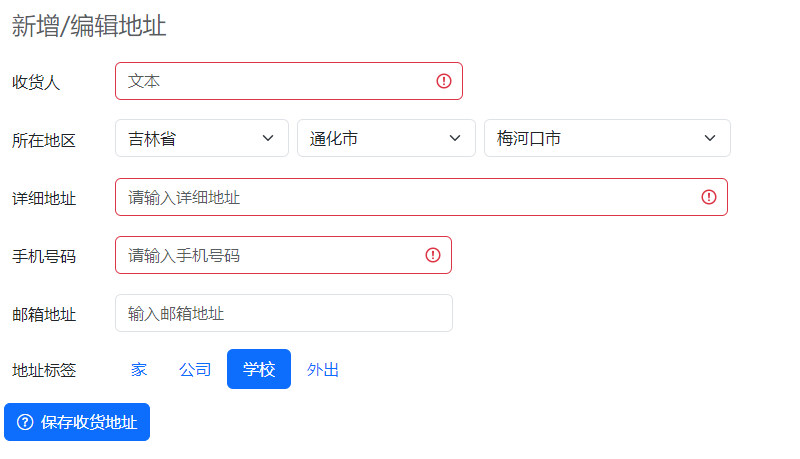 新增/编辑地址
收货人 文本
所在地区 吉林省 通化市 梅河口市
详细地址 请输入详细地址
手机号码 请输入手机号码
邮箱地址 输入邮箱地址
地址标签 家 公司 学校 外出
保存收货地址